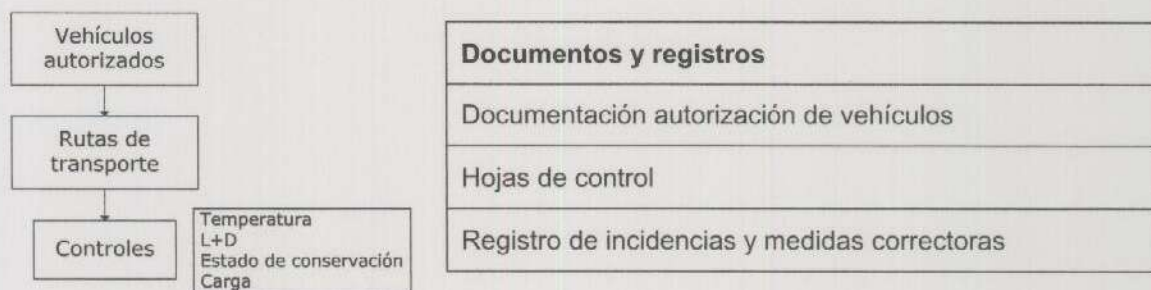 Vehículos
autorizados
Rutas de
transporte
Controles
Temperatura
L+D
Estado de conservación
Carga
Documentos y registros
Documentación autorización de vehículos
Hojas de control
Registro de incidencias y medidas correctoras